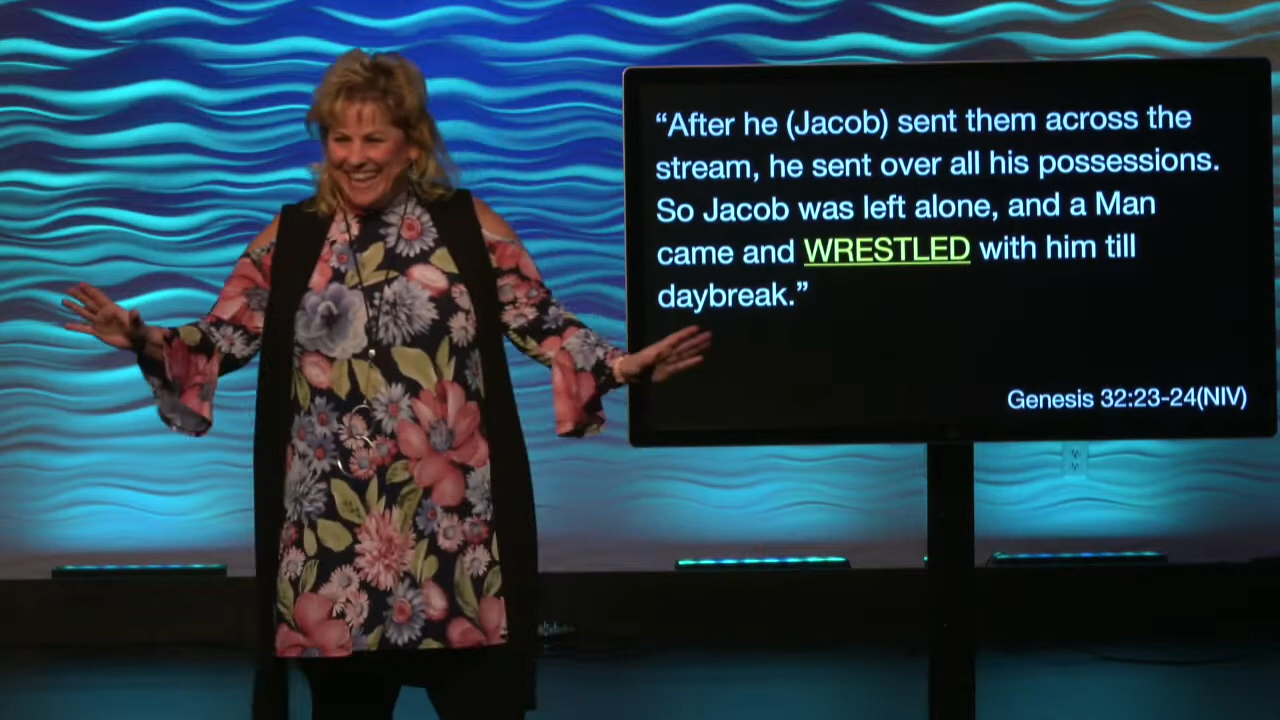 “After he (Jacob) sent them across the
stream, he sent over all his possessions.
So Jacob was left alone, and a Man
came and WRESTLED with him till
daybreak.”
Genesis 32:23-24(NIV)